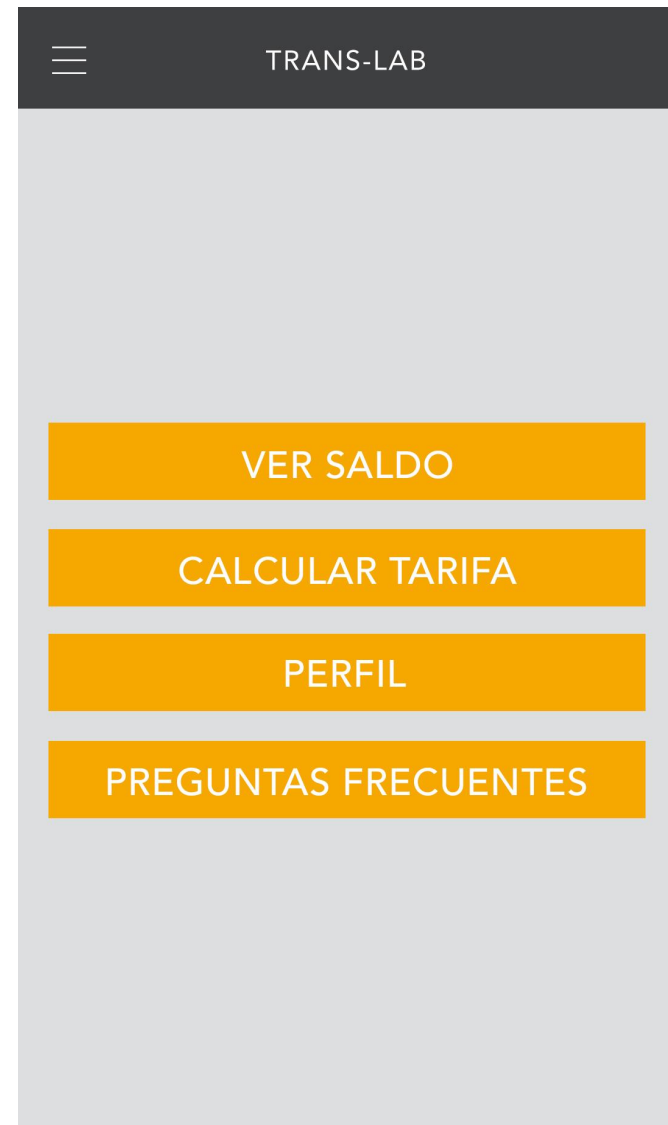 TRANS-LAB
VER SALDO
CALCULAR TARIFA
PERFIL
PREGUNTAS FRECUENTES